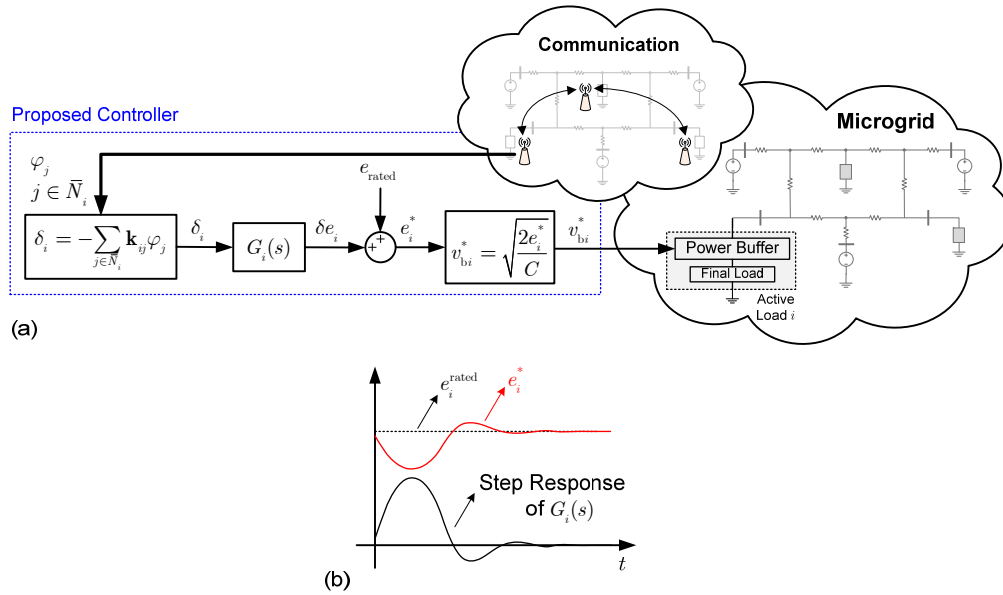 Communication
Proposed Controller
Microgrid
φ_j
j ∈ N̄_i
e_rated
δ_i = −∑_{j∈N̄_i} k_ij φ_j
δ_i
G_i(s)
δe_i
+
+
e_i^*
v_bi^* = √(2e_i^*/C)
v_bi^*
Power Buffer
Final Load
Active
Load i
(a)
e_i^rated
e_i^*
Step Response
of G_i(s)
t
(b)